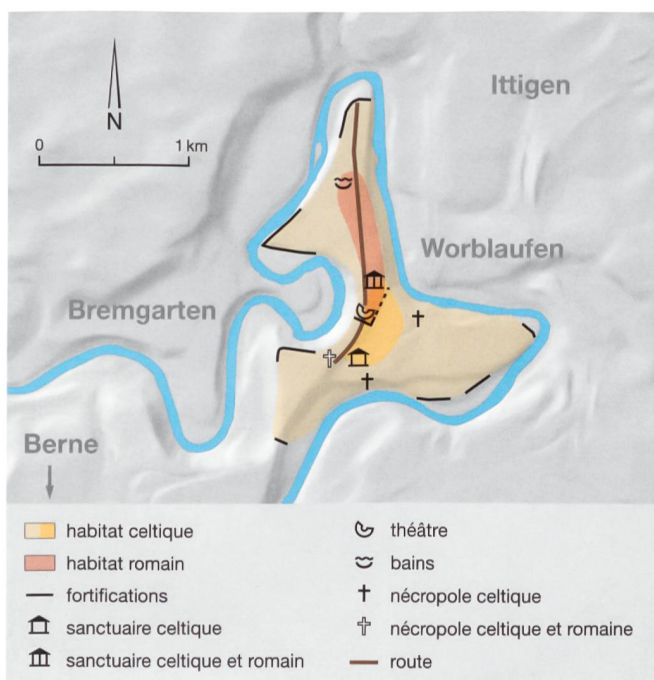 Ittigen
N
0 1 km
Worblaufen
Bremgarten
Berne
habitat celtique
habitat romain
fortifications
sanctuaire celtique
sanctuaire celtique et romain
théâtre
bains
nécropole celtique
nécropole celtique et romaine
route